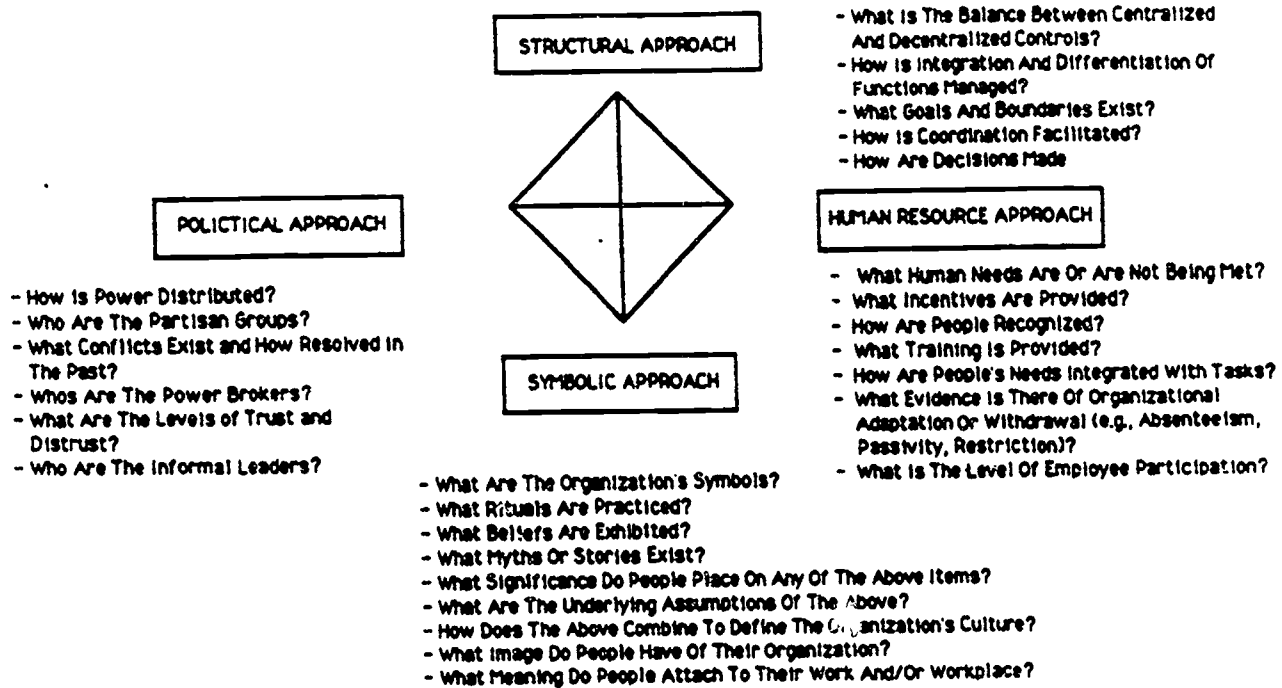 STRUCTURAL APPROACH
- What Is The Balance Between Centralized
And Decentralized Controls?
- How Is Integration And Differentiation Of
Functions Managed?
- What Goals And Boundaries Exist?
- How Is Coordination Facilitated?
- How Are Decisions Made
POLICTICAL APPROACH
- How Is Power Distributed?
- Who Are The Partisan Groups?
- What Conflicts Exist and How Resolved in
The Past?
- Whos Are The Power Brokers?
- What Are The Levels of Trust and
Distrust?
- Who Are The Informal Leaders?
HUMAN RESOURCE APPROACH
- What Human Needs Are Or Are Not Being Met?
- What Incentives Are Provided?
- How Are People Recognized?
- What Training Is Provided?
- How Are People's Needs Integrated With Tasks?
- What Evidence Is There Of Organizational
Adaptation Or Withdrawal (e.g., Absenteeism,
Passivity, Restriction)?
- What Is The Level Of Employee Participation?
SYMBOLIC APPROACH
- What Are The Organization's Symbols?
- What Rituals Are Practiced?
- What Beliefs Are Exhibited?
- What Myths Or Stories Exist?
- What Significance Do People Place On Any Of The Above Items?
- What Are The Underlying Assumptions Of The Above?
- How Does The Above Combine To Define The Organization's Culture?
- What Image Do People Have Of Their Organization?
- What Meaning Do People Attach To Their Work And/Or Workplace?